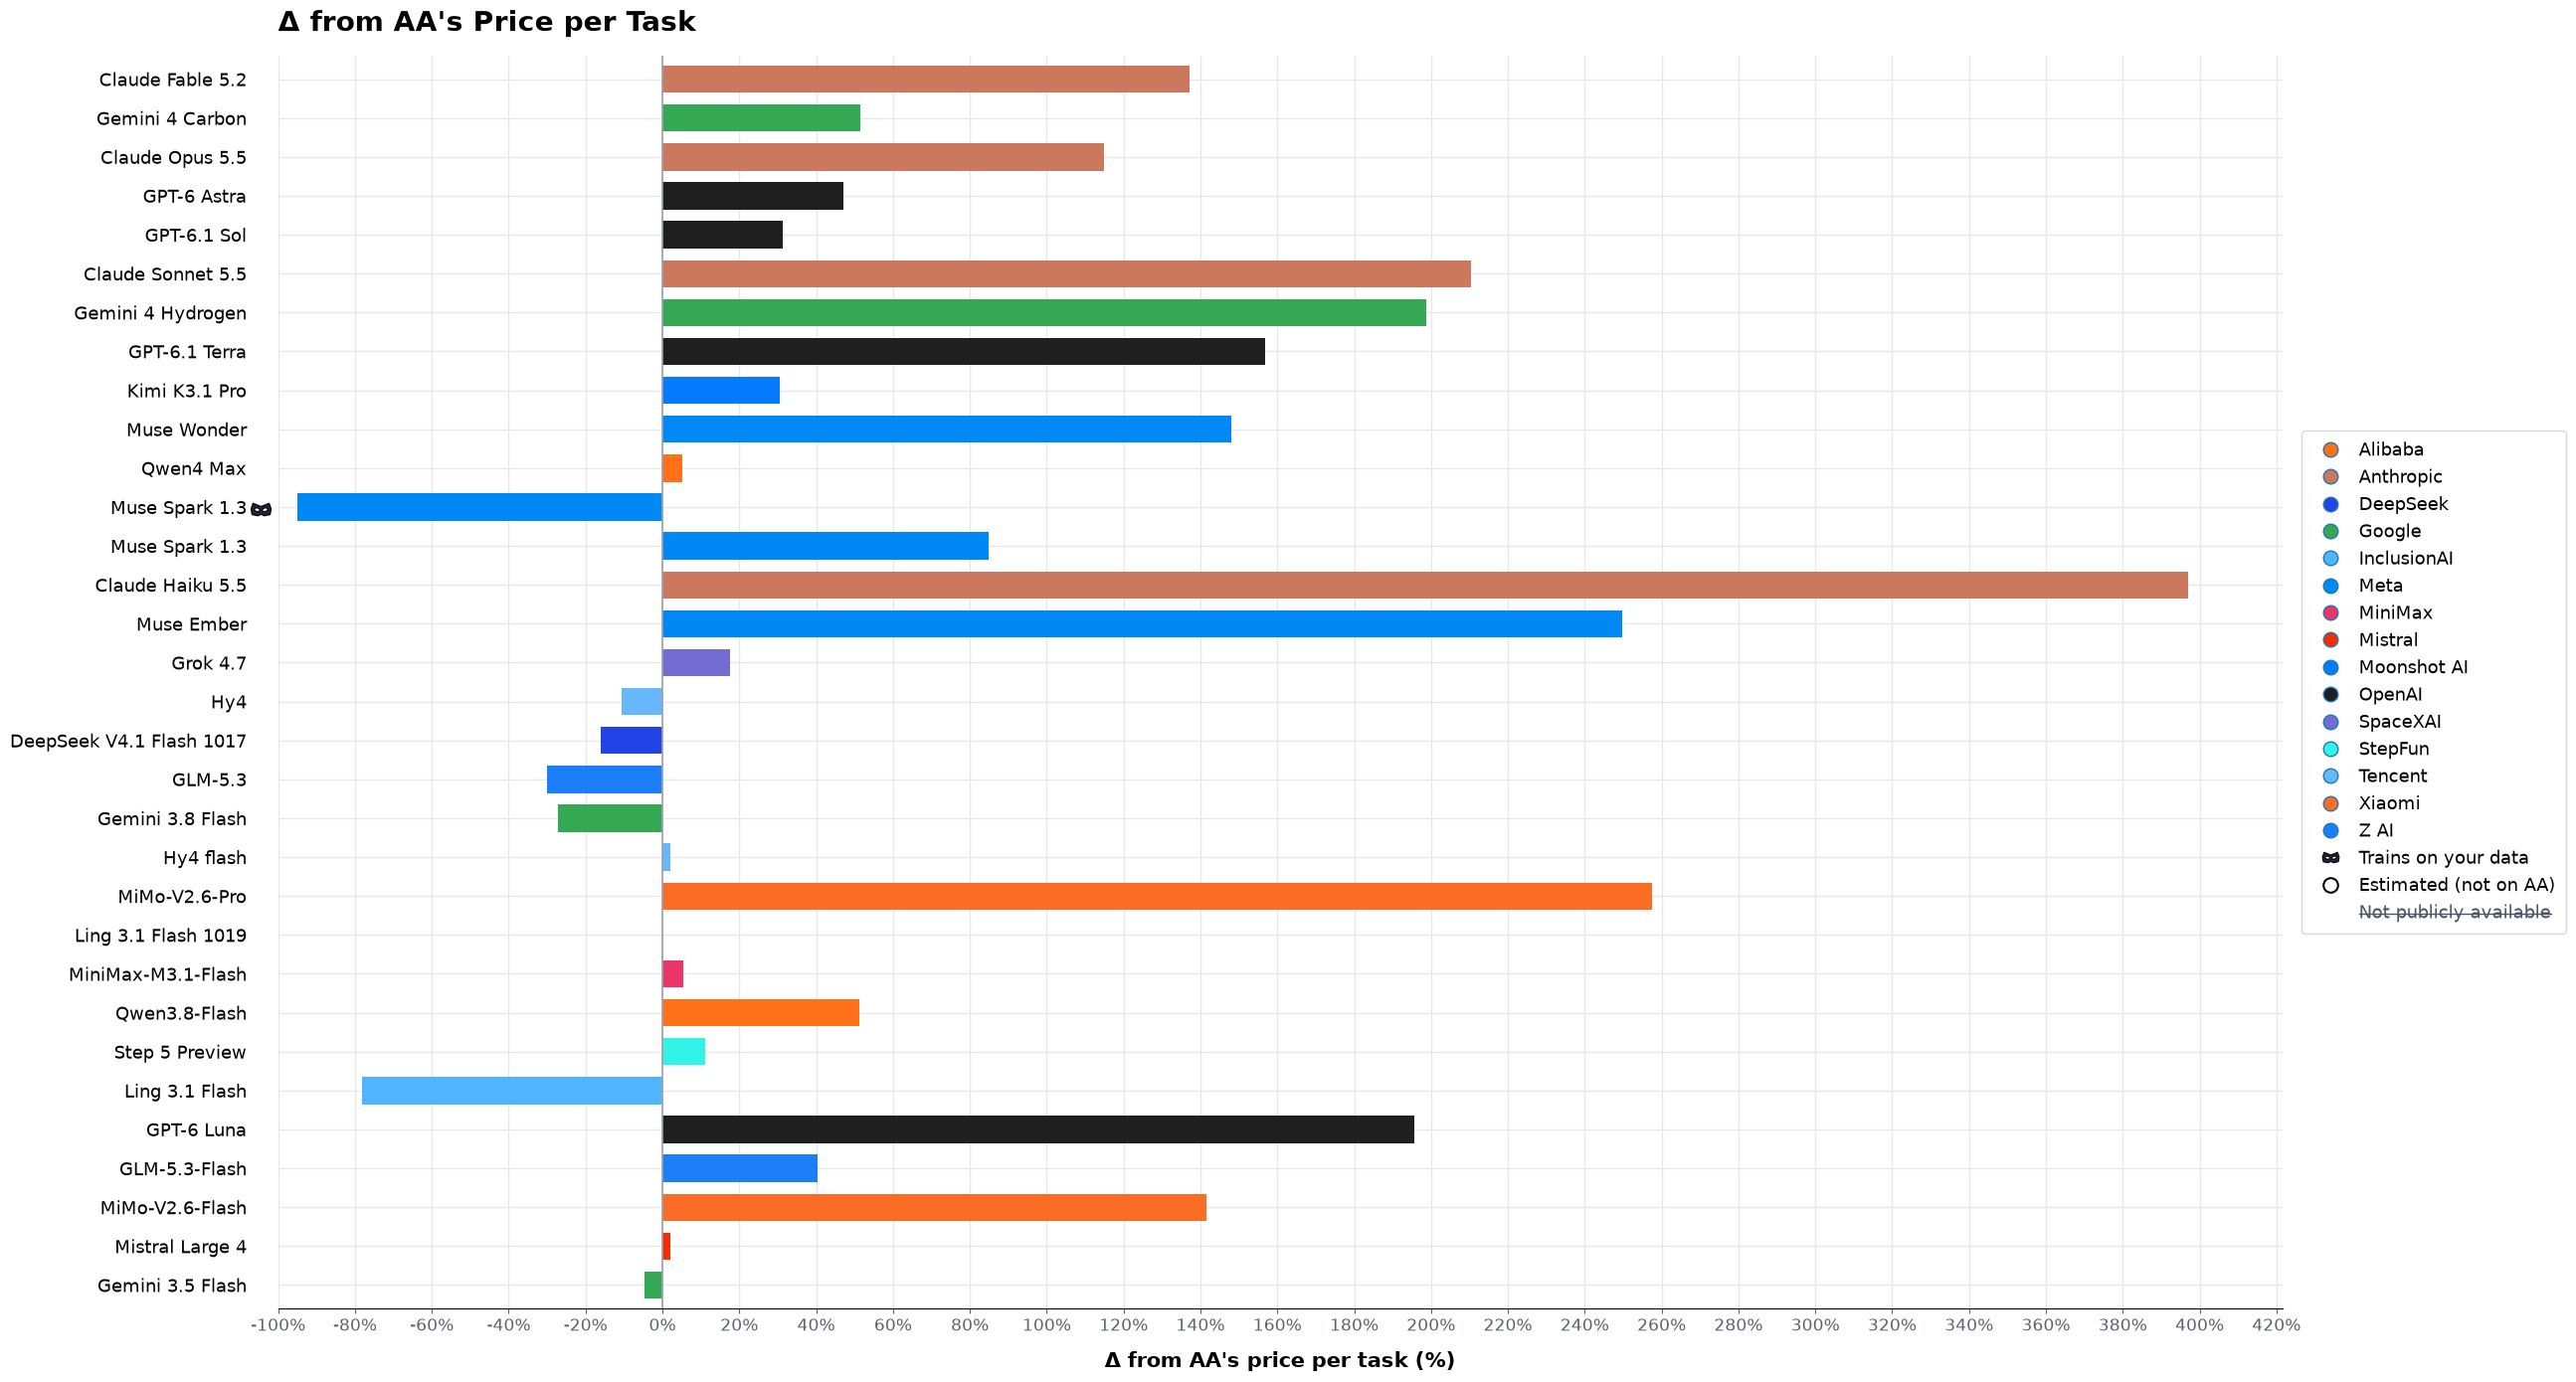 Δ from AA's Price per Task
Claude Fable 5.2
Gemini 4 Carbon
Claude Opus 5.5
GPT-6 Astra
GPT-6.1 Sol
Claude Sonnet 5.5
Gemini 4 Hydrogen
GPT-6.1 Terra
Kimi K3.1 Pro
Muse Wonder
Qwen4 Max
Muse Spark 1.3
Muse Spark 1.3
Claude Haiku 5.5
Muse Ember
Grok 4.7
Hy4
DeepSeek V4.1 Flash 1017
GLM-5.3
Gemini 3.8 Flash
Hy4 flash
MiMo-V2.6-Pro
Ling 3.1 Flash 1019
MiniMax-M3.1-Flash
Qwen3.8-Flash
Step 5 Preview
Ling 3.1 Flash
GPT-6 Luna
GLM-5.3-Flash
MiMo-V2.6-Flash
Mistral Large 4
Gemini 3.5 Flash
-100% -80% -60% -40% -20% 0% 20% 40% 60% 80% 100% 120% 140% 160% 180% 200% 220% 240% 260% 280% 300% 320% 340% 360% 380% 400% 420%
Δ from AA's price per task (%)
Alibaba
Anthropic
DeepSeek
Google
InclusionAI
Meta
MiniMax
Mistral
Moonshot AI
OpenAI
SpaceXAI
StepFun
Tencent
Xiaomi
Z AI
Trains on your data
Estimated (not on AA)
Not publicly available